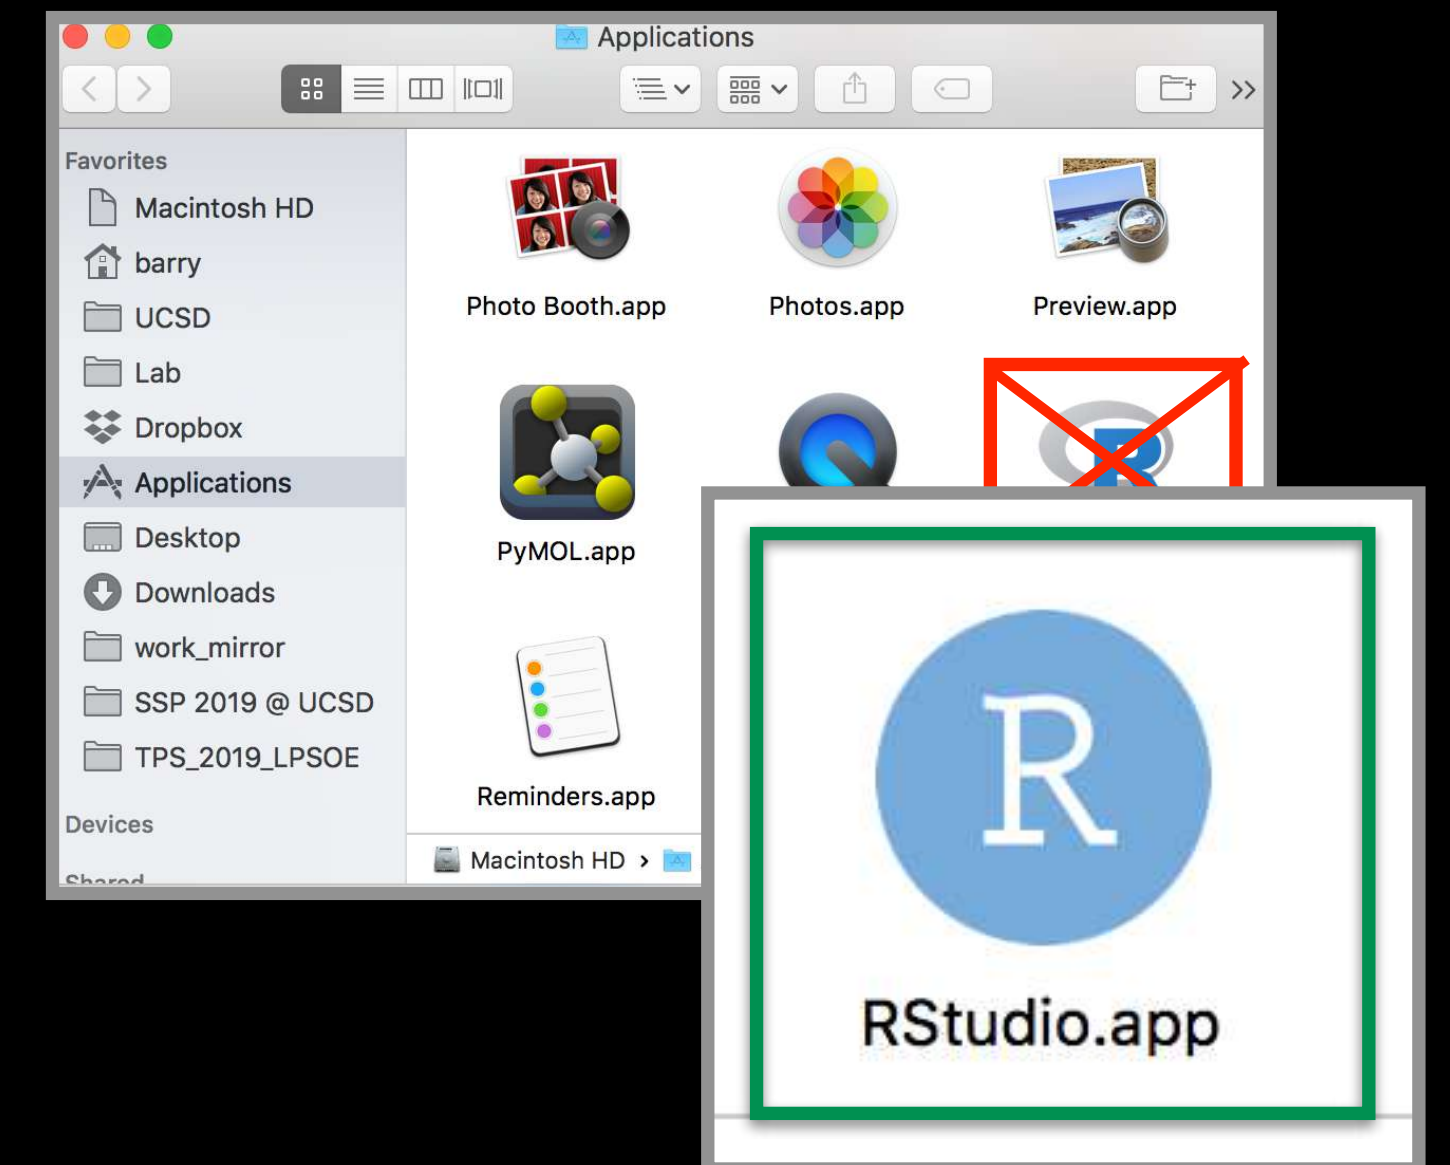 Applications
Favorites
Macintosh HD
barry
UCSD
Lab
Dropbox
Applications
Desktop
Downloads
work_mirror
SSP 2019 @ UCSD
TPS_2019_LPSOE
Devices
Shared
Photo Booth.app
Photos.app
Preview.app
R
PyMOL.app
Reminders.app
Macintosh HD ›
R
RStudio.app